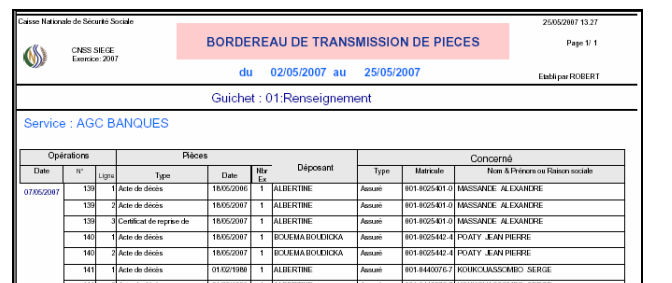 Caisse Nationale de Sécurité Sociale
25/05/2007 13.27
CNSS SIEGE
Exercice: 2007
BORDEREAU DE TRANSMISSION DE PIECES
Page 1/ 1
du 02/05/2007 au 25/05/2007
Etabli par ROBERT
Guichet : 01:Renseignement
Service : AGC BANQUES
Opérations Pièces Déposant Concerné
Date N° Ligne Type Date Nbr Ex Type Matricule Nom & Prénom ou Raison sociale
07/05/2007 139 1 Acte de décès 18/05/2006 1 ALBERTINE Assuré 001-0025401-0 MASSANDE ALEXANDRE
139 2 Acte de décès 18/05/2007 1 ALBERTINE Assuré 001-0025401-0 MASSANDE ALEXANDRE
139 3 Certificat de reprise de 18/05/2007 1 ALBERTINE Assuré 001-0025401-0 MASSANDE ALEXANDRE
140 1 Acte de décès 18/05/2007 1 BOUEMA BOUDICKA Assuré 001-0025442-4 POATY JEAN PIERRE
140 2 Acte de décès 18/05/2007 1 BOUEMA BOUDICKA Assuré 001-0025442-4 POATY JEAN PIERRE
141 1 Acte de décès 01/02/1980 1 ALBERTINE Assuré 001-0440076-7 KOUKOUASSOMBO SERGE